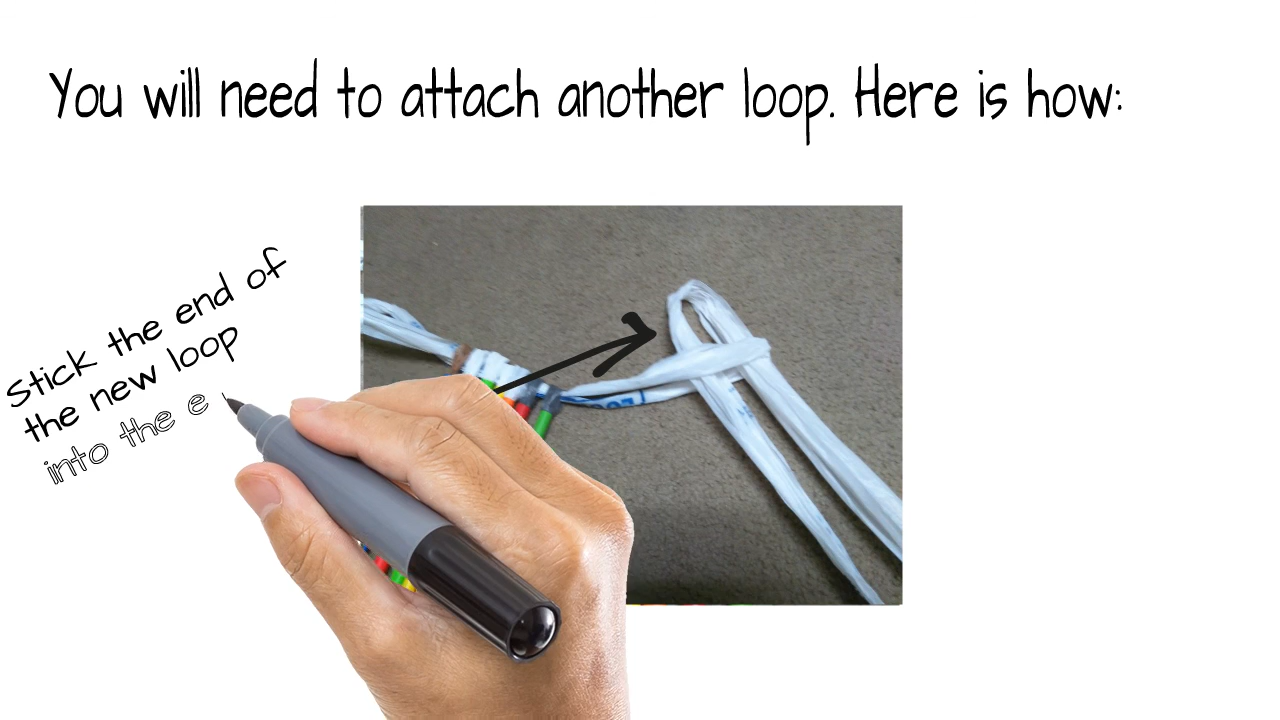 You will need to attach another loop. Here is how:
Stick the end of
the new loop
into the e